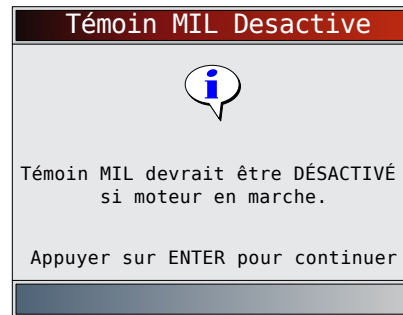 Témoin MIL Desactive
i
Témoin MIL devrait être DÉSACTIVÉ
si moteur en marche.
Appuyer sur ENTER pour continuer